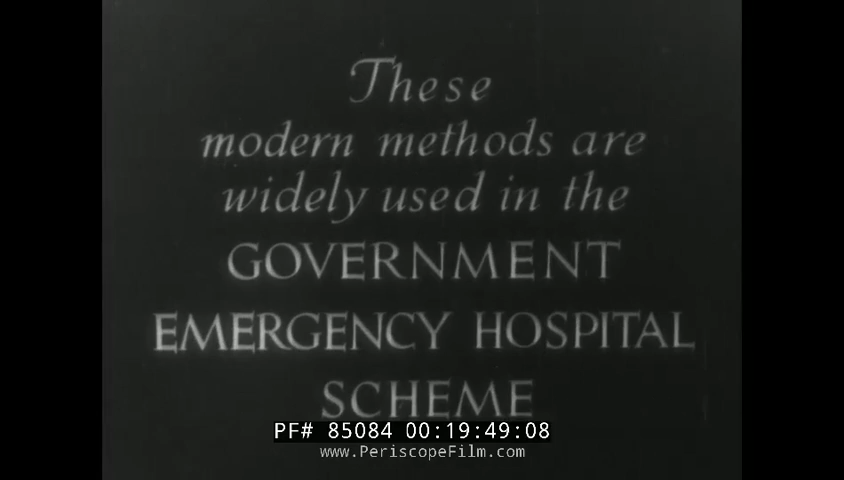 These
modern methods are
widely used in the
GOVERNMENT
EMERGENCY HOSPITAL
SCHEME
PF# 85084 00:19:49:08
www.PeriscopeFilm.com